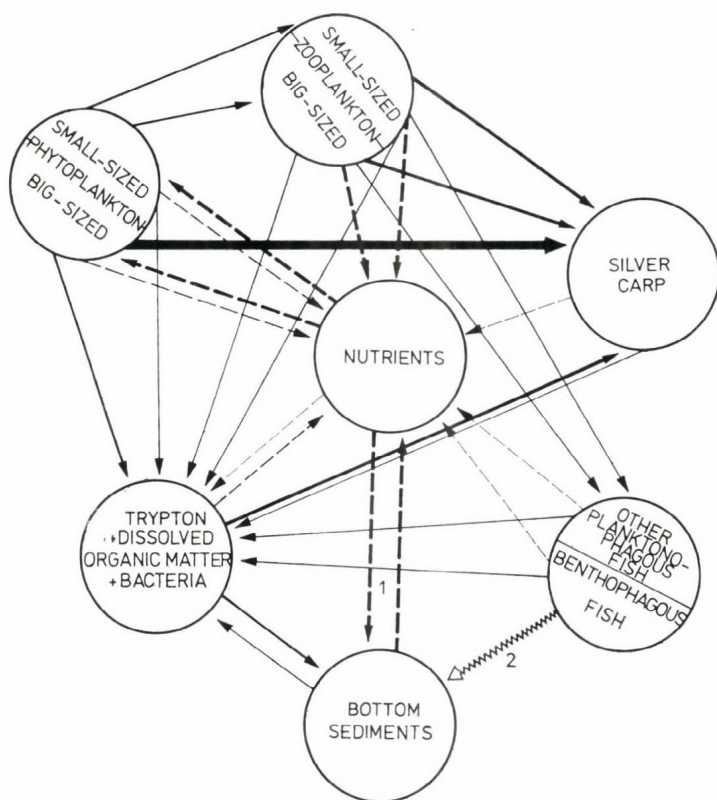 SMALL-SIZED
ZOOPLANKTON
BIG-SIZED
SMALL-SIZED
PHYTOPLANKTON
BIG-SIZED
SILVER
CARP
NUTRIENTS
TRYPTON
+DISSOLVED
ORGANIC MATTER
+BACTERIA
OTHER
PLANKTONO-
PHAGOUS
FISH
BENTHOPHAGOUS
FISH
1
2
BOTTOM
SEDIMENTS